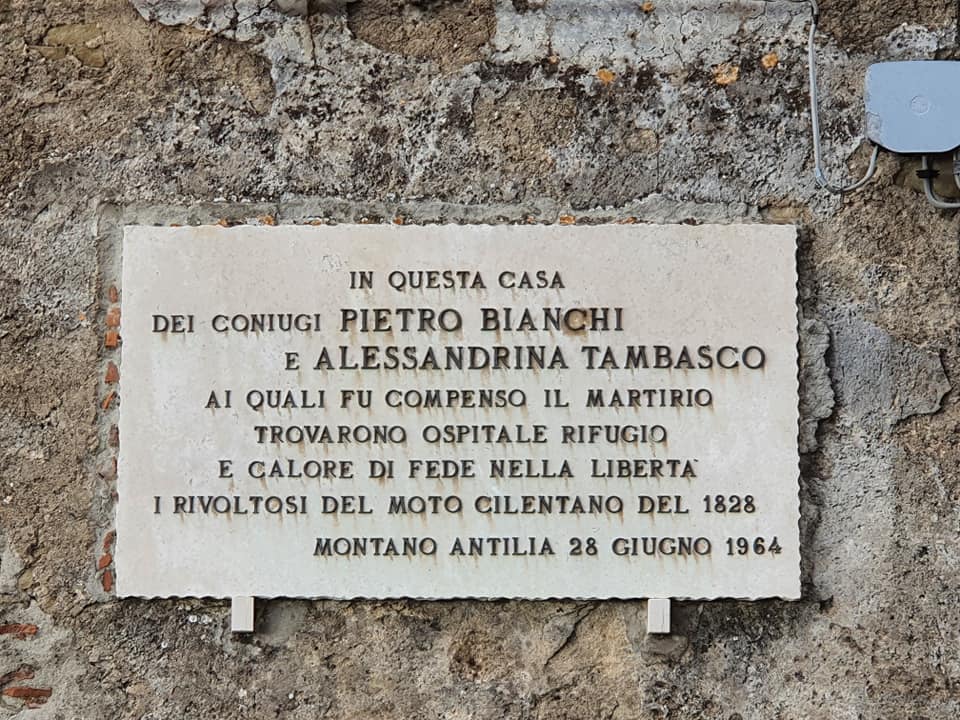 IN QUESTA CASA
DEI CONIUGI PIETRO BIANCHI
E ALESSANDRINA TAMBASCO
AI QUALI FU COMPENSO IL MARTIRIO
TROVARONO OSPITALE RIFUGIO
E CALORE DI FEDE NELLA LIBERTA'
I RIVOLTOSI DEL MOTO CILENTANO DEL 1828
MONTANO ANTILIA 28 GIUGNO 1964